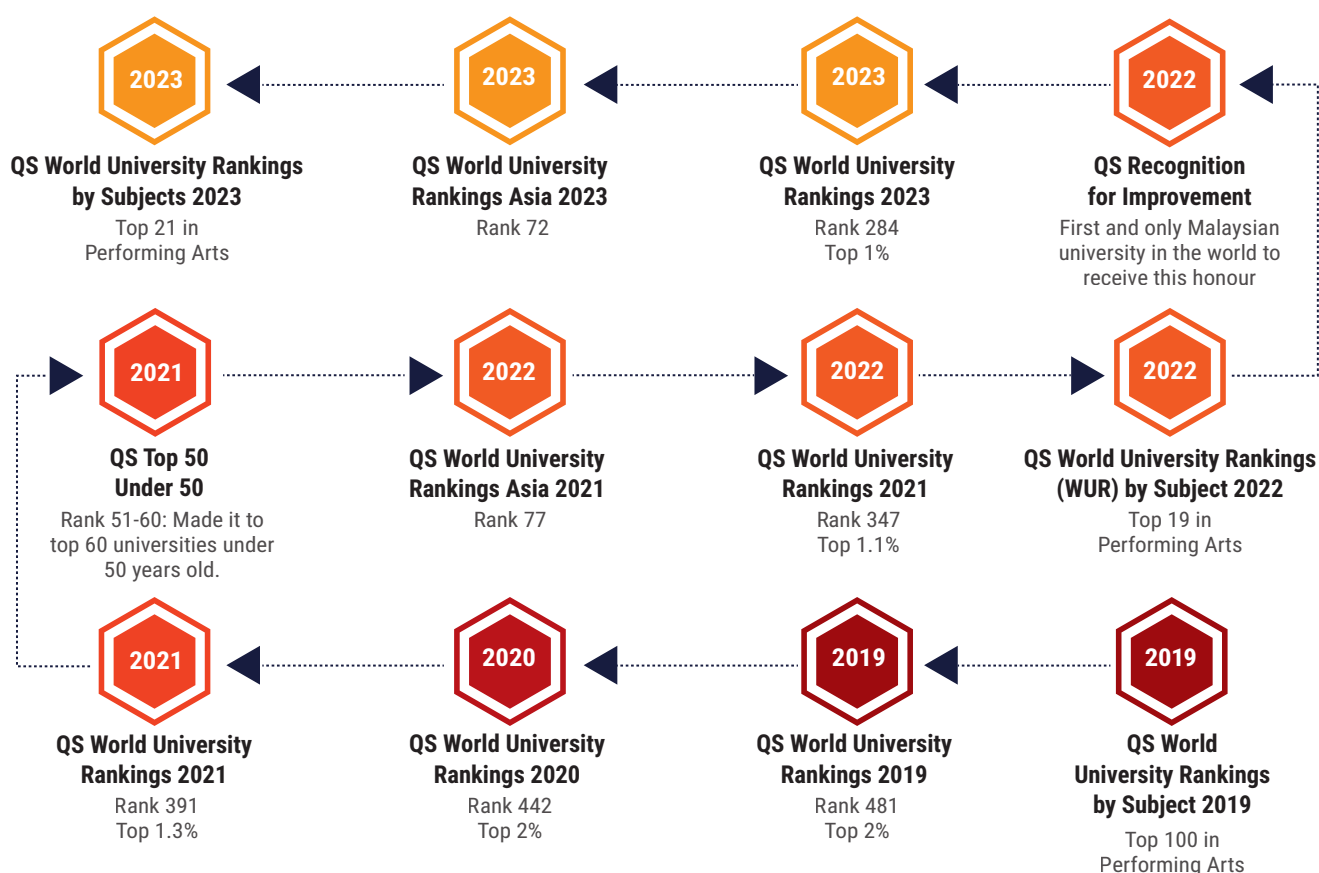 2023
QS World University Rankings
by Subjects 2023
Top 21 in
Performing Arts
2023
QS World University
Rankings Asia 2023
Rank 72
2023
QS World University
Rankings 2023
Rank 284
Top 1%
2022
QS Recognition
for Improvement
First and only Malaysian
university in the world to
receive this honour
2021
QS Top 50
Under 50
Rank 51-60: Made it to
top 60 universities under
50 years old.
2022
QS World University
Rankings Asia 2021
Rank 77
2022
QS World University
Rankings 2021
Rank 347
Top 1.1%
2022
QS World University Rankings
(WUR) by Subject 2022
Top 19 in
Performing Arts
2021
QS World University
Rankings 2021
Rank 391
Top 1.3%
2020
QS World University
Rankings 2020
Rank 442
Top 2%
2019
QS World University
Rankings 2019
Rank 481
Top 2%
2019
QS World
University Rankings
by Subject 2019
Top 100 in
Performing Arts